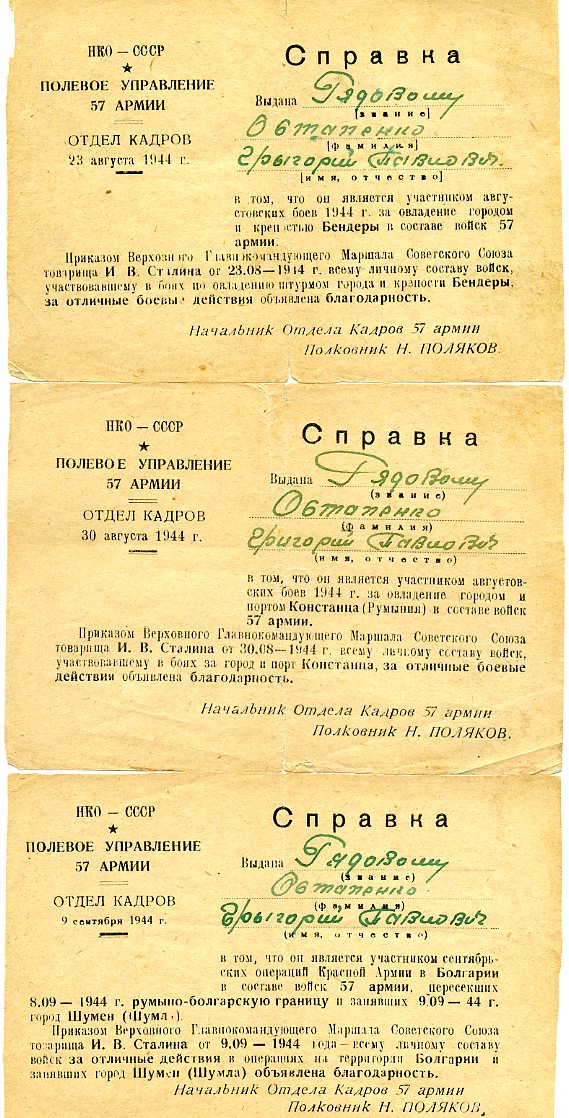 НКО — СССР
★
ПОЛЕВОЕ УПРАВЛЕНИЕ
57 АРМИИ
ОТДЕЛ КАДРОВ
23 августа 1944 г.
Справка
Выдана Рядовому
[звание]
Остапенко
[фамилия]
Грыгорий Павлович.
[имя, отчество]
в том, что он является участником авгу-
стовских боев 1944 г. за овладение городом
и крепостью Бендеры в составе войск 57
армии.
Приказом Верховного Главнокомандующего Маршала Советского Союза
товарища И. В. Сталина от 23.08—1944 г. всему личному составу войск,
участвовавшему в боях по овладению штурмом города и крепости Бендеры,
за отличные боевые действия объявлена благодарность.
Начальник Отдела Кадров 57 армии
Полковник Н. ПОЛЯКОВ.
НКО — СССР
★
ПОЛЕВОЕ УПРАВЛЕНИЕ
57 АРМИИ
ОТДЕЛ КАДРОВ
30 августа 1944 г.
Справка
Выдана Рядовому
(звание)
Остапенко
(фамилия)
Григорий Павлович
(имя, отчество)
в том, что он является участником августов-
ских боев 1944 г. за овладение городом и
портом Констанца (Румыния) в составе войск
57 армии.
Приказом Верховного Главнокомандующего Маршала Советского Союза
товарища И. В. Сталина от 30.08—1944 г. всему личному составу войск,
участвовавшему в боях за город и порт Констанца, за отличные боевые
действия объявлена благодарность.
Начальник Отдела Кадров 57 армии
Полковник Н. ПОЛЯКОВ.
НКО — СССР
★
ПОЛЕВОЕ УПРАВЛЕНИЕ
57 АРМИИ
ОТДЕЛ КАДРОВ
9 сентября 1944 г.
Справка
Выдана Рядовому
(звание)
Остапенко
(фамилия)
Грыгорий Павлович
(имя, отчество)
в том, что он является участником сентябрь-
ских операций Красной Армии в Болгарии
в составе войск 57 армии, пересекших
8.09 — 1944 г. румыно-болгарскую границу и занявших 9.09 — 44 г.
город Шумен (Шумла).
Приказом Верховного Главнокомандующего Маршала Советского Союза
товарища И. В. Сталина от 9.09 — 1944 года — всему личному составу
войск за отличные действия в операциях на территории Болгарии и
занявших город Шумен (Шумла) объявлена благодарность.
Начальник Отдела Кадров 57 армии
Полковник Н. ПОЛЯКОВ.